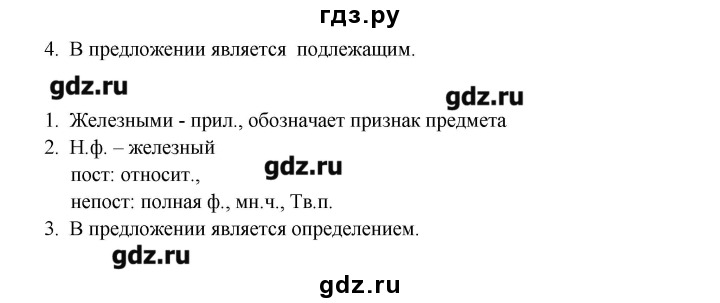 гдз.ру
4. В предложении является подлежащим.
gdz.ru
gdz.ru
1. Железными - прил., обозначает признак предмета
2. Н.ф. – железный
gdz.ru
пост: относит.,
непост: полная ф., мн.ч., Тв.п.
3. В предложении является определением.
gdz.ru
gdz.ru